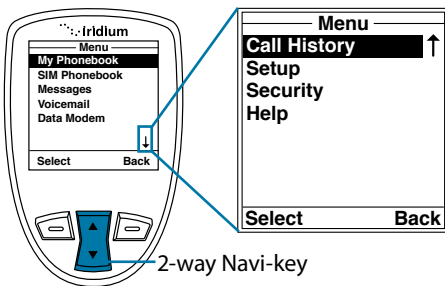 iridium
Menu
My Phonebook
SIM Phonebook
Messages
Voicemail
Data Modem
↓
Select Back
Menu
Call History ↑
Setup
Security
Help
Select Back
2-way Navi-key